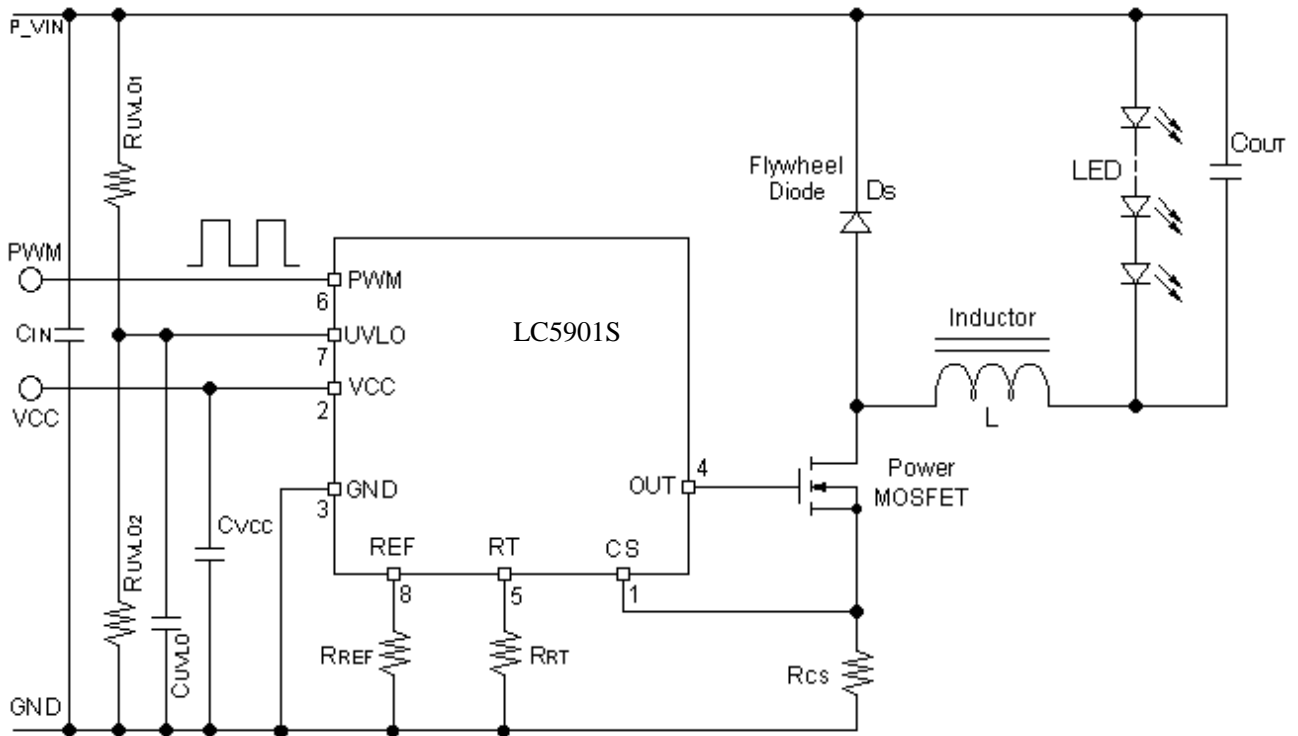 P_VIN
RUVLO1
Flywheel
Diode
DS
LED
COUT
PWM
PWM
6
CIN
UVLO
7
LC5901S
Inductor
VCC
VCC
2
L
GND
3
OUT
4
Power
MOSFET
CVCC
RUVLO2
REF
RT
CS
8
5
1
CUVLO
RREF
RRT
RCS
GND